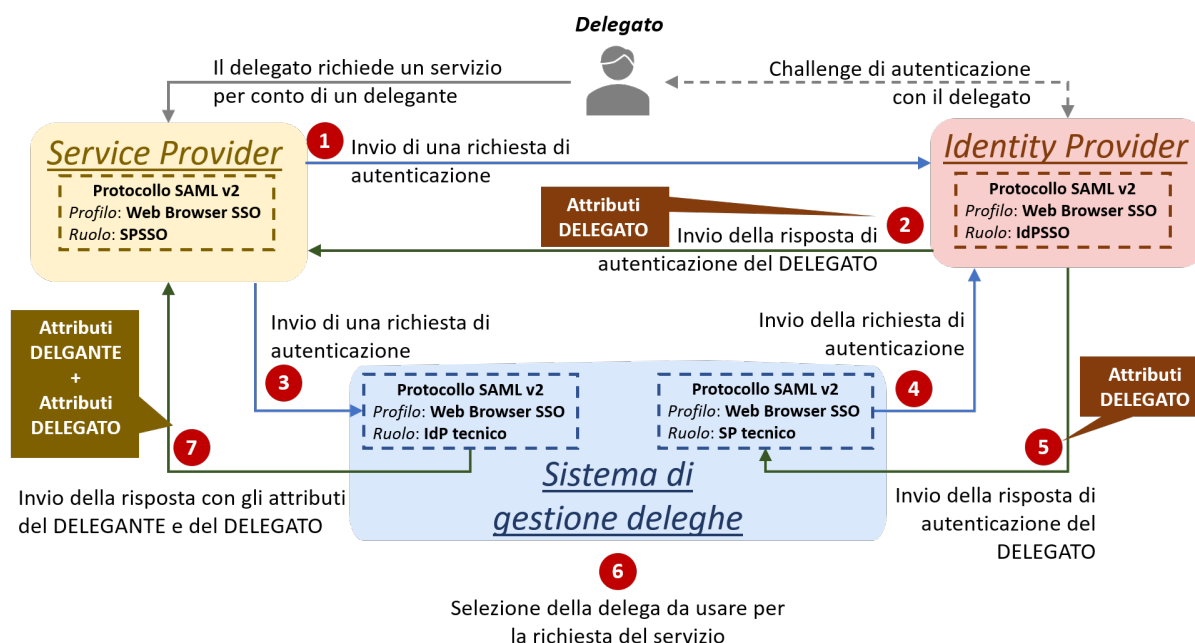 Delegato
Il delegato richiede un servizio
per conto di un delegante
Challenge di autenticazione
con il delegato
Service Provider
Protocollo SAML v2
Profilo: Web Browser SSO
Ruolo: SPSSO
1
Invio di una richiesta di
autenticazione
Identity Provider
Protocollo SAML v2
Profilo: Web Browser SSO
Ruolo: IdPSSO
Attributi
DELEGATO
2
Invio della risposta di
autenticazione del DELEGATO
Attributi
DELGANTE
+
Attributi
DELEGATO
Invio di una richiesta di
autenticazione
3
Invio della richiesta di
autenticazione
4
Protocollo SAML v2
Profilo: Web Browser SSO
Ruolo: IdP tecnico
Protocollo SAML v2
Profilo: Web Browser SSO
Ruolo: SP tecnico
Sistema di
gestione deleghe
Attributi
DELEGATO
5
Invio della risposta di
autenticazione del
DELEGATO
7
Invio della risposta con gli attributi
del DELEGANTE e del DELEGATO
6
Selezione della delega da usare per
la richiesta del servizio